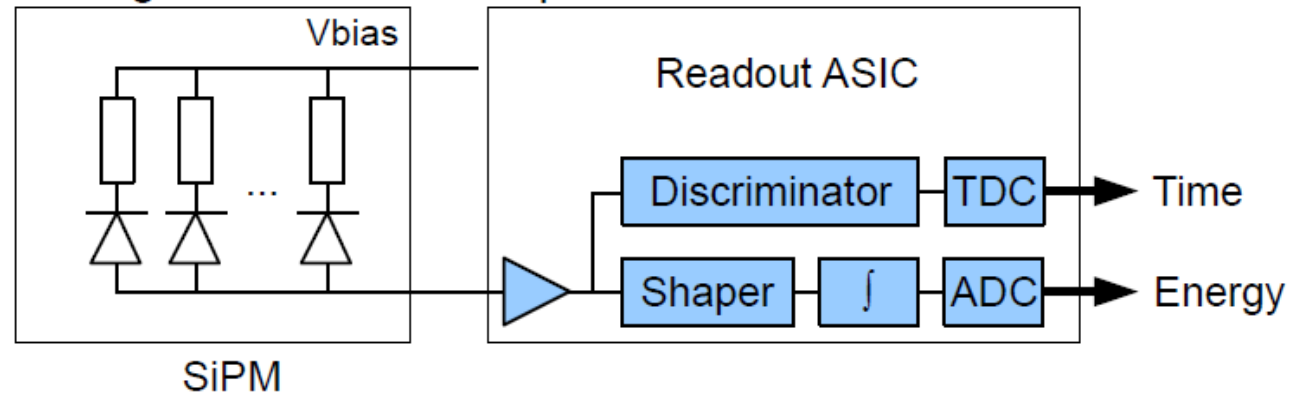 Vbias
Readout ASIC
...
Discriminator
TDC
Time
Shaper
∫
ADC
Energy
SiPM